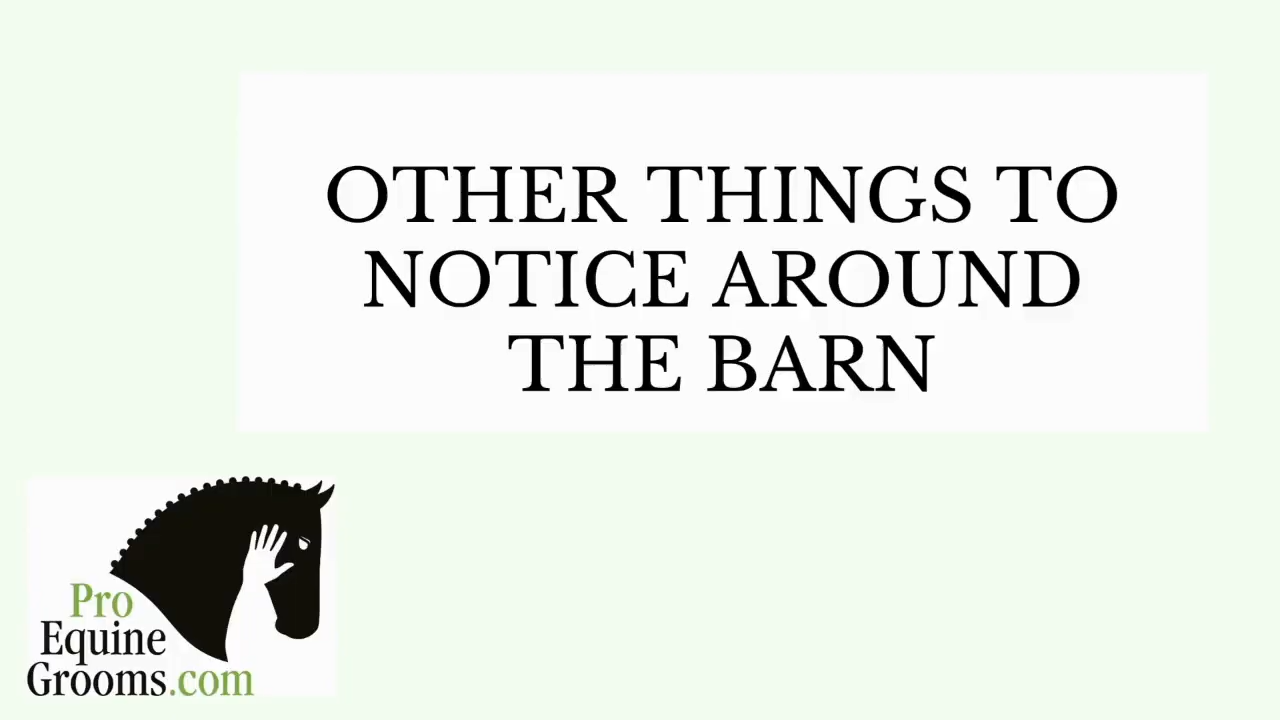 OTHER THINGS TO
NOTICE AROUND
THE BARN
Pro
Equine
Grooms.com